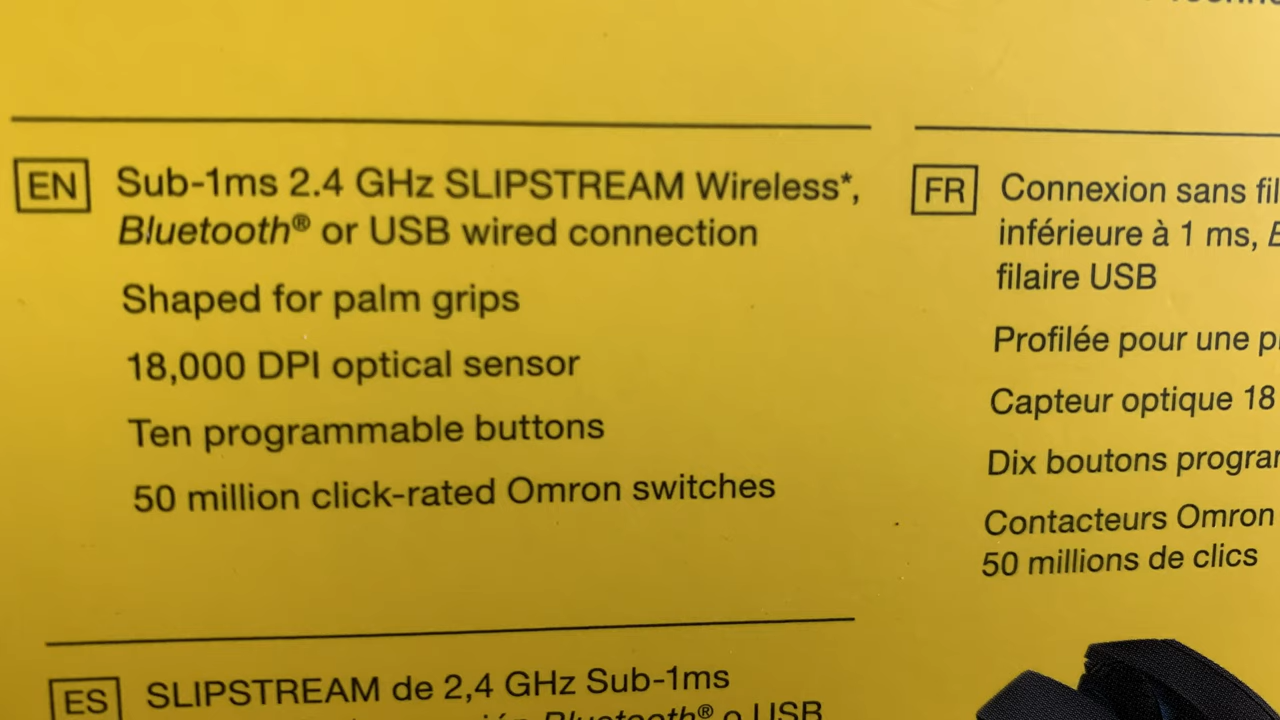 EN
Sub-1ms 2.4 GHz SLIPSTREAM Wireless*,
Bluetooth® or USB wired connection
Shaped for palm grips
18,000 DPI optical sensor
Ten programmable buttons
50 million click-rated Omron switches
FR
Connexion sans fil
inférieure à 1 ms,
filaire USB
Profilée pour une
Capteur optique 18
Dix boutons
Contacteurs Omron
50 millions de clics
ES
SLIPSTREAM de 2,4 GHz Sub-1ms
Bluetooth® o USB